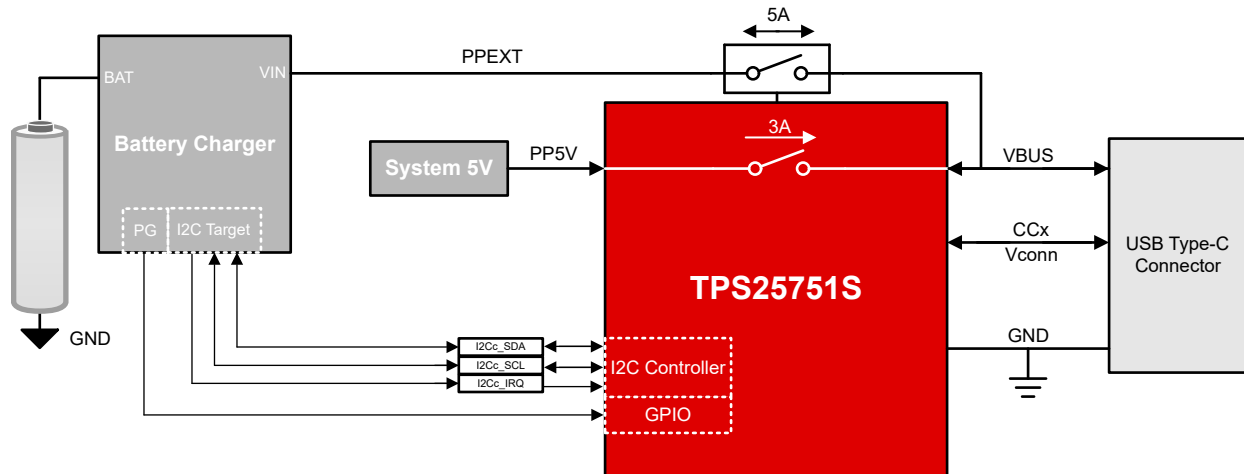 5A
PPEXT
BAT
VIN
Battery Charger
3A
System 5V
PP5V
VBUS
PG
I2C Target
CCx
Vconn
USB Type-C
Connector
TPS25751S
GND
GND
I2Cc_SDA
I2Cc_SCL
I2Cc_IRQ
I2C Controller
GPIO